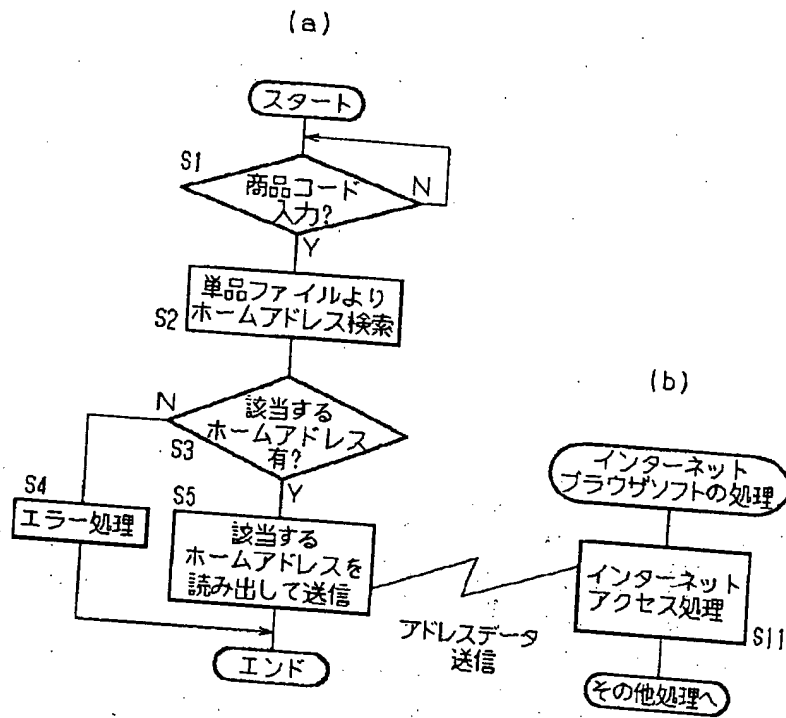 (a)
スタート
S1
商品コード
入力?
N
Y
単品ファイルより
ホームアドレス検索
S2
N
該当する
ホームアドレス
有?
S3
Y
S4
エラー処理
S5
該当する
ホームアドレスを
読み出して送信
エンド
アドレスデータ
送信
(b)
インターネット
ブラウザソフトの処理
インターネット
アクセス処理
S11
その他処理へ